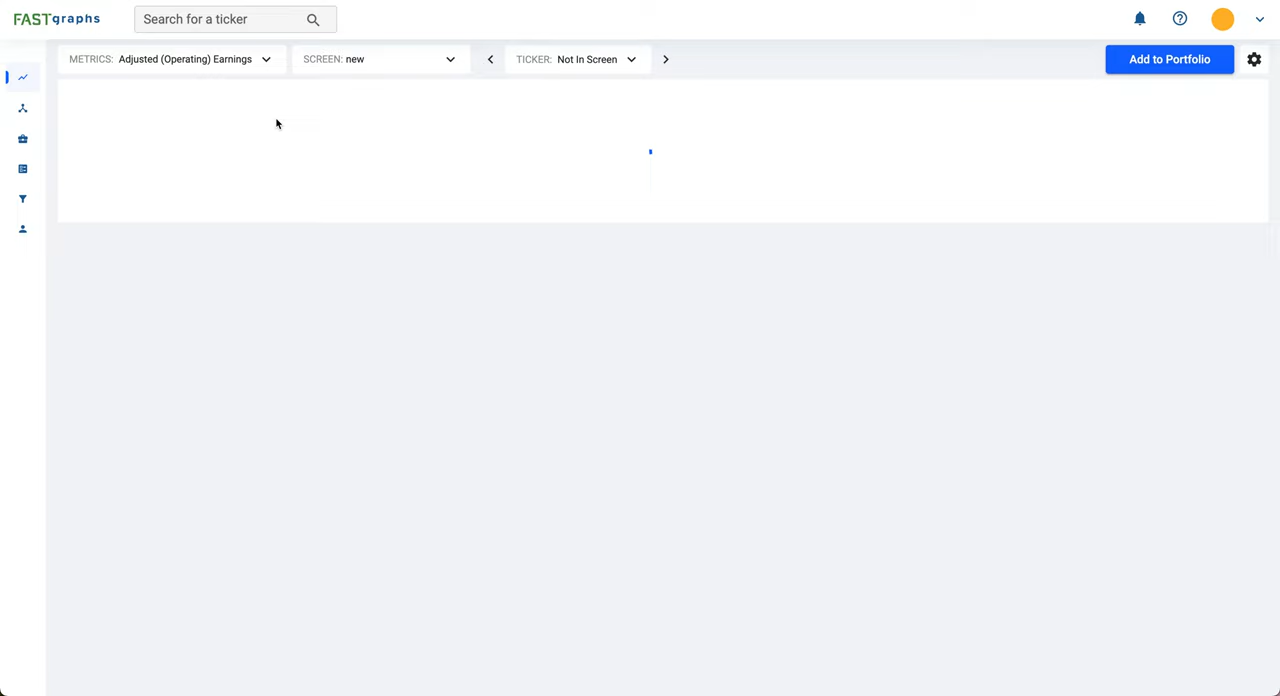 FASTgraphs
Search for a ticker
METRICS: Adjusted (Operating) Earnings
SCREEN: new
TICKER: Not In Screen
Add to Portfolio